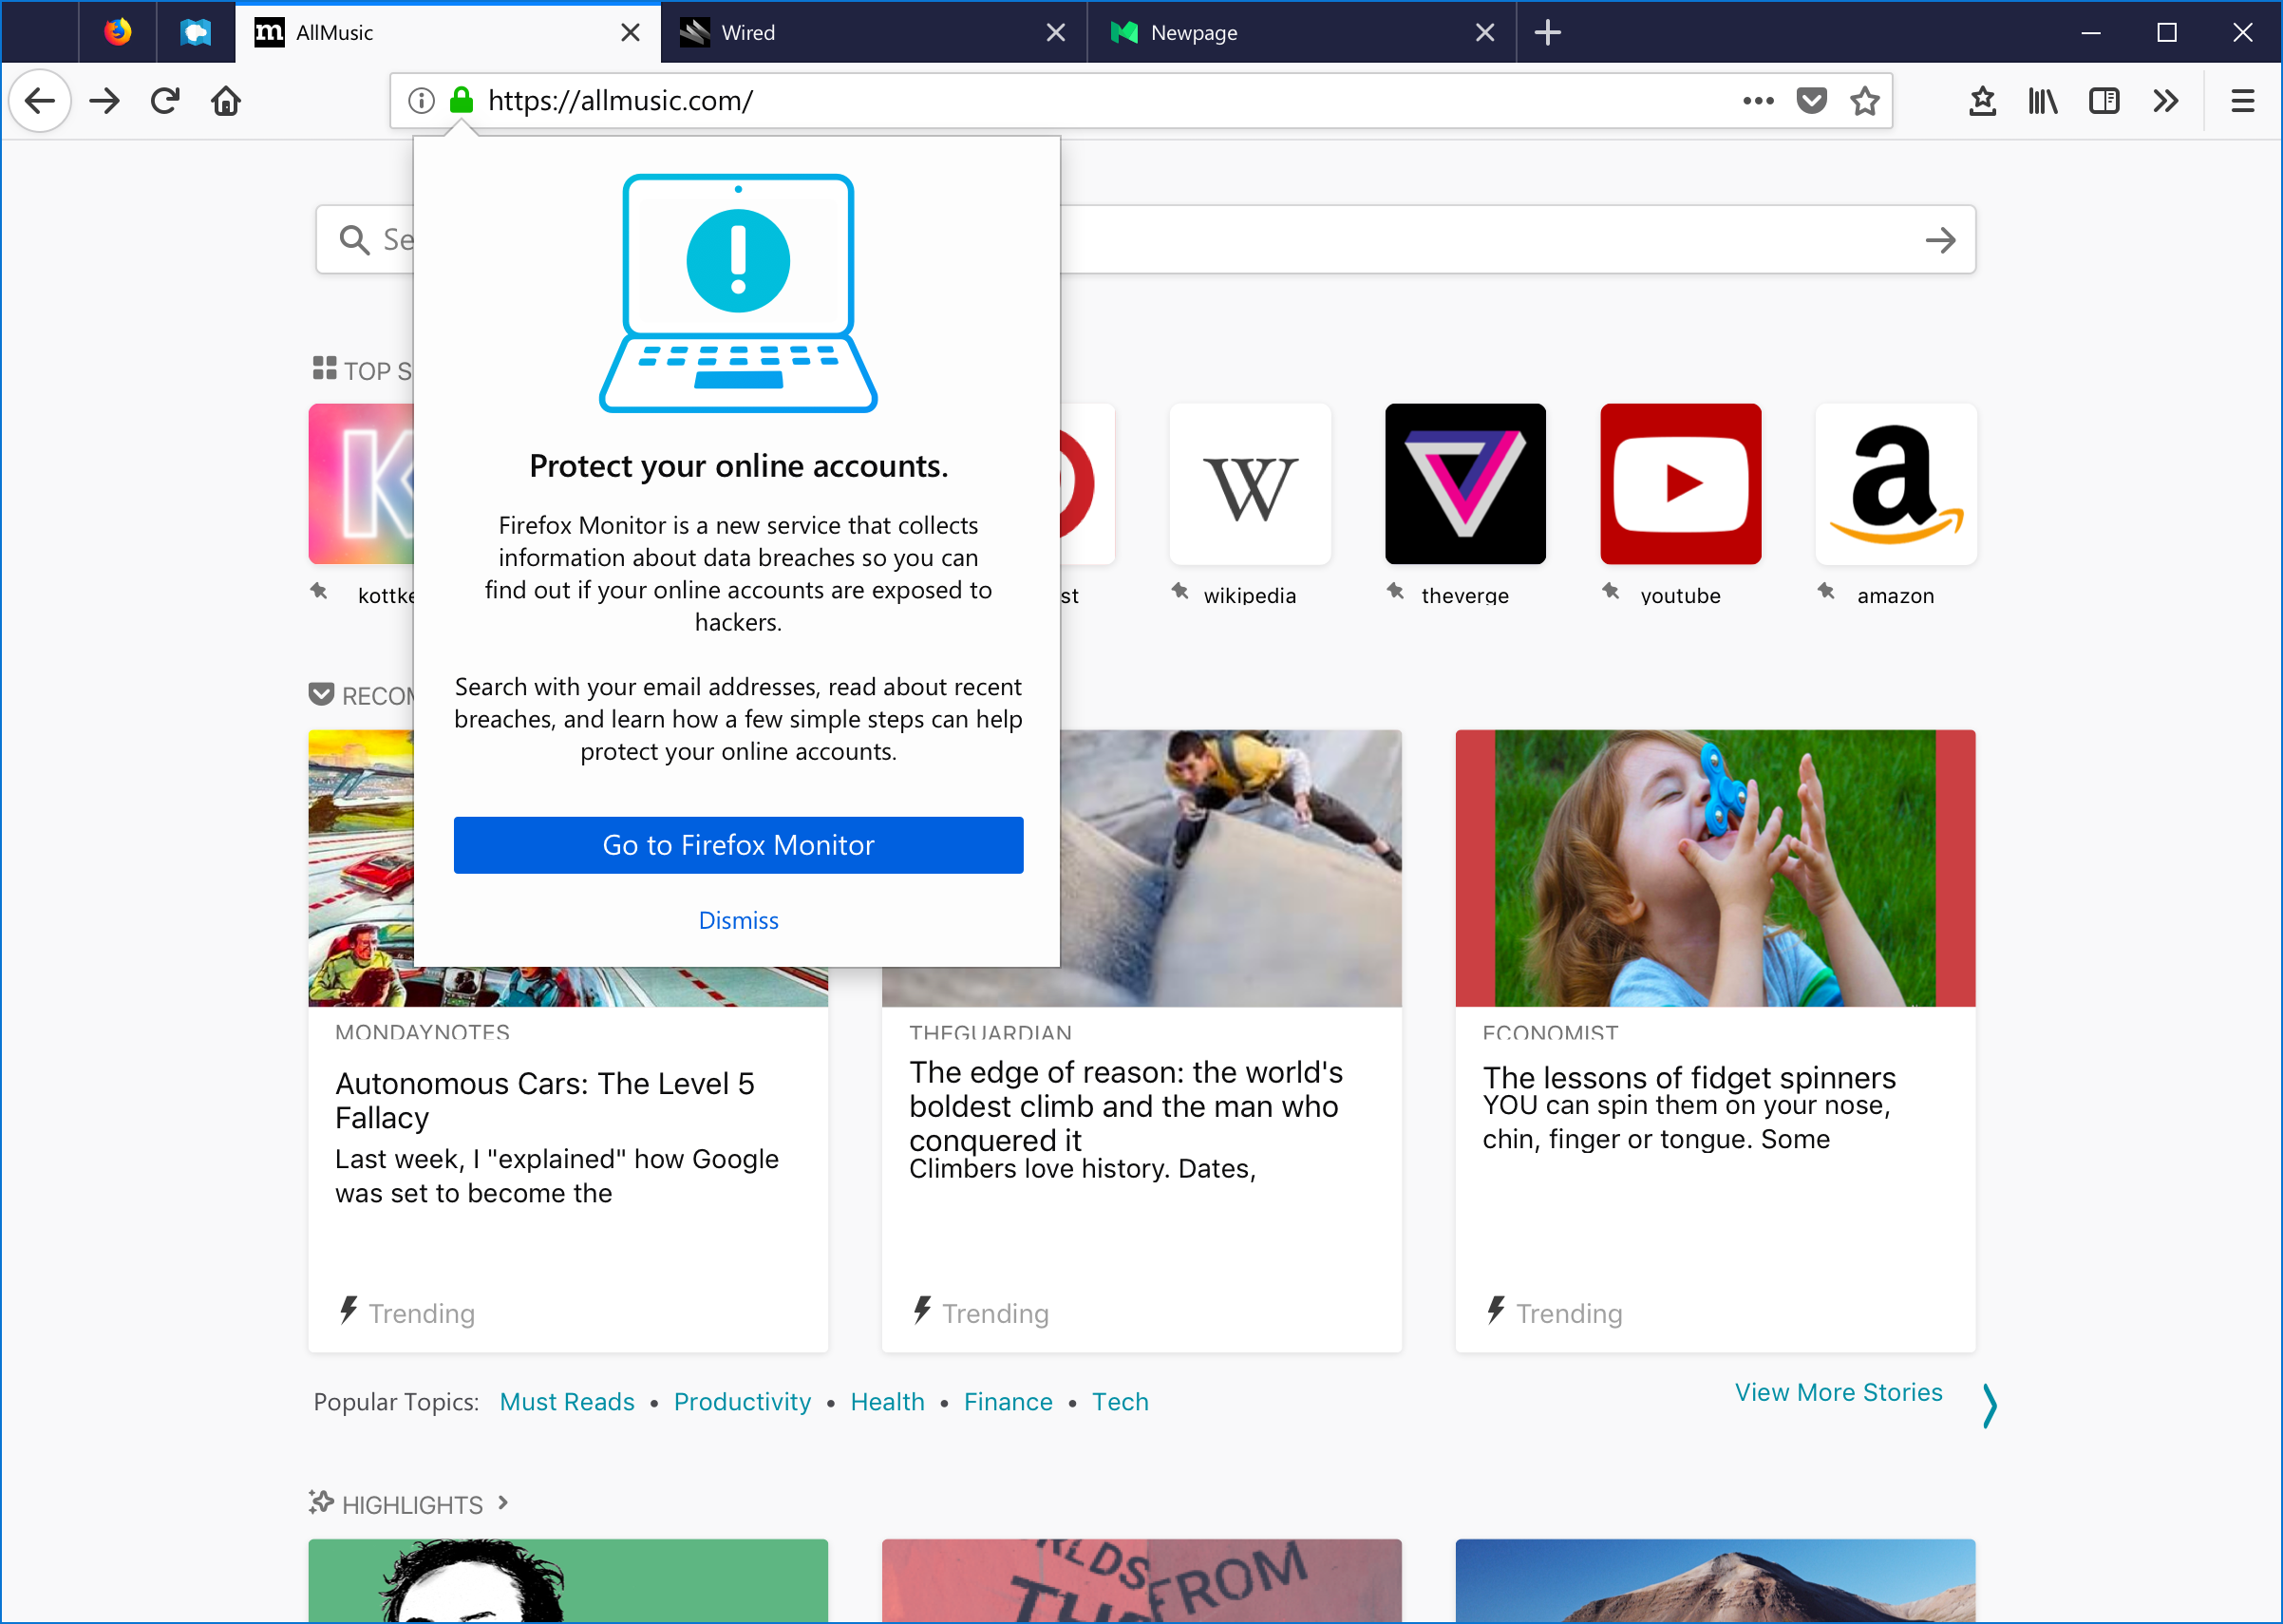 m AllMusic
Wired
Newpage
https://allmusic.com/
Se
Protect your online accounts.
Firefox Monitor is a new service that collects
information about data breaches so you can
find out if your online accounts are exposed to
hackers.
Search with your email addresses, read about recent
breaches, and learn how a few simple steps can help
protect your online accounts.
Go to Firefox Monitor
Dismiss
TOP S
K
W
a
kottke
st
wikipedia
theverge
youtube
amazon
RECOM
MONDAYNOTES
Autonomous Cars: The Level 5
Fallacy
Last week, I "explained" how Google
was set to become the
Trending
THEGUARDIAN
The edge of reason: the world's
boldest climb and the man who
conquered it
Climbers love history. Dates,
Trending
ECONOMIST
The lessons of fidget spinners
YOU can spin them on your nose,
chin, finger or tongue. Some
Trending
Popular Topics: Must Reads • Productivity • Health • Finance • Tech
View More Stories
HIGHLIGHTS
RLDS
FROM